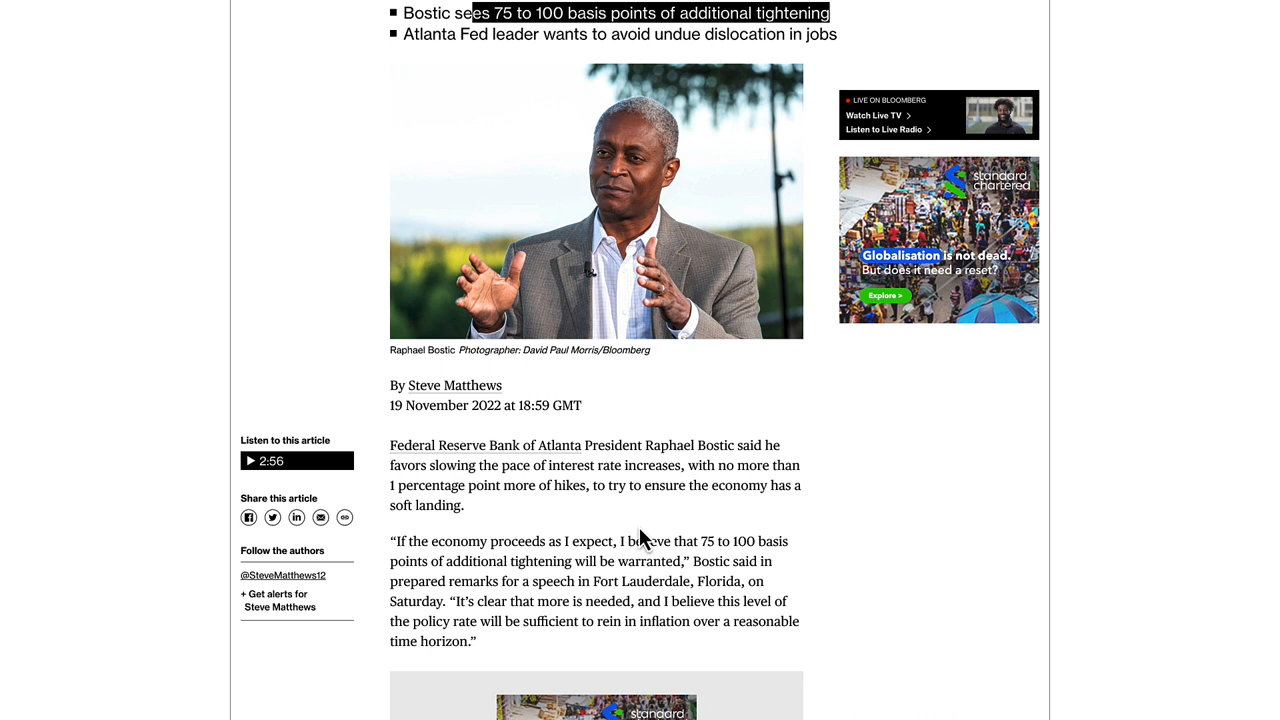 Bostic sees 75 to 100 basis points of additional tightening
Atlanta Fed leader wants to avoid undue dislocation in jobs
LIVE ON BLOOMBERG
Watch Live TV
Listen to Live Radio
standard
chartered
Globalisation is not dead.
But does it need a reset?
Explore >
Raphael Bostic Photographer: David Paul Morris/Bloomberg
By Steve Matthews
19 November 2022 at 18:59 GMT
Listen to this article
2:56
Share this article
Follow the authors
@SteveMatthews12
+ Get alerts for
Steve Matthews
Federal Reserve Bank of Atlanta President Raphael Bostic said he
favors slowing the pace of interest rate increases, with no more than
1 percentage point more of hikes, to try to ensure the economy has a
soft landing.
“If the economy proceeds as I expect, I believe that 75 to 100 basis
points of additional tightening will be warranted,” Bostic said in
prepared remarks for a speech in Fort Lauderdale, Florida, on
Saturday. “It’s clear that more is needed, and I believe this level of
the policy rate will be sufficient to rein in inflation over a reasonable
time horizon.”
standard